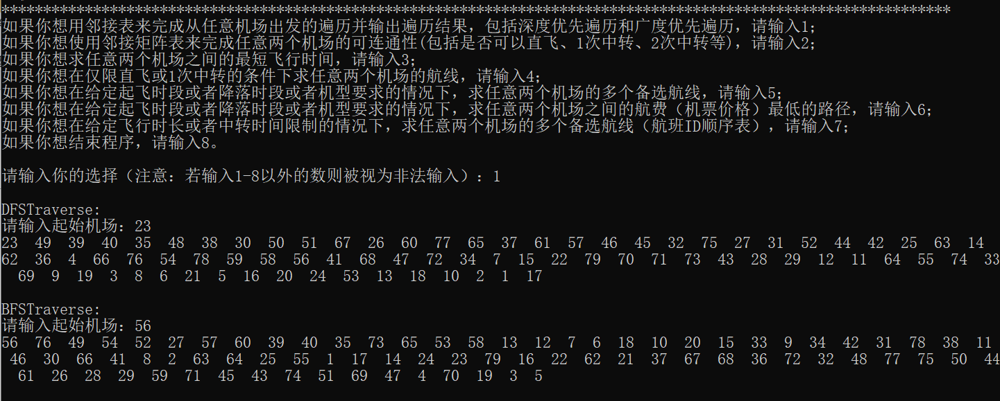 ******************************************************************************************************************
如果你想用邻接表来完成从任意机场出发的遍历并输出遍历结果，包括深度优先遍历和广度优先遍历，请输入1；
如果你想使用邻接矩阵表来完成任意两个机场的可连通性(包括是否可以直飞、1次中转、2次中转等)，请输入2；
如果你想求任意两个机场之间的最短飞行时间，请输入3；
如果你想在仅限直飞或1次中转的条件下求任意两个机场的航线，请输入4；
如果你想在给定起飞时段或者降落时段或者机型要求的情况下，求任意两个机场的多个备选航线，请输入5；
如果你想在给定起飞时段或者降落时段或者机型要求的情况下，求任意两个机场之间的航费（机票价格）最低的路径，请输入6；
如果你想在给定飞行时长或者中转时间限制的情况下，求任意两个机场的多个备选航线（航班ID顺序表），请输入7；
如果你想结束程序，请输入8。
请输入你的选择（注意：若输入1-8以外的数则被视为非法输入）：1
DFSTraverse:
请输入起始机场：23
23  49  39  40  35  48  38  30  50  51  67  26  60  77  65  37  61  57  46  45  32  75  27  31  52  44  42  25  63  14
62  36  4  66  76  54  78  59  58  56  41  68  47  72  34  7  15  22  79  70  71  73  43  28  29  12  11  64  55  74  33
69  9  19  3  8  6  21  5  16  20  24  53  13  18  10  2  1  17
BFSTraverse:
请输入起始机场：56
56  76  49  54  52  27  57  60  39  40  35  73  65  53  58  13  12  7  6  18  10  20  15  33  9  34  42  31  78  38  11
46  30  66  41  8  2  63  64  25  55  1  17  14  24  23  79  16  22  62  21  37  67  68  36  72  32  48  77  75  50  44
61  26  28  29  59  71  45  43  74  51  69  47  4  70  19  3  5